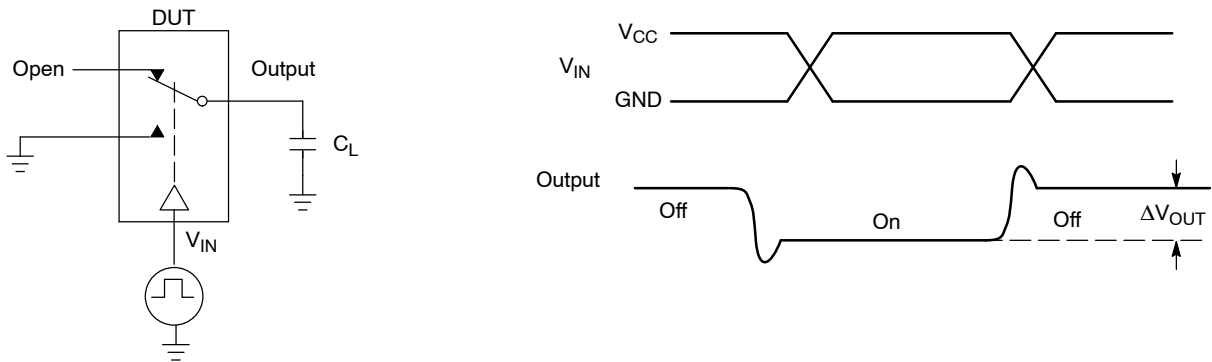 DUT
Open
Output
C_L
V_IN
V_CC
V_IN
GND
Output
Off
On
Off
ΔV_OUT